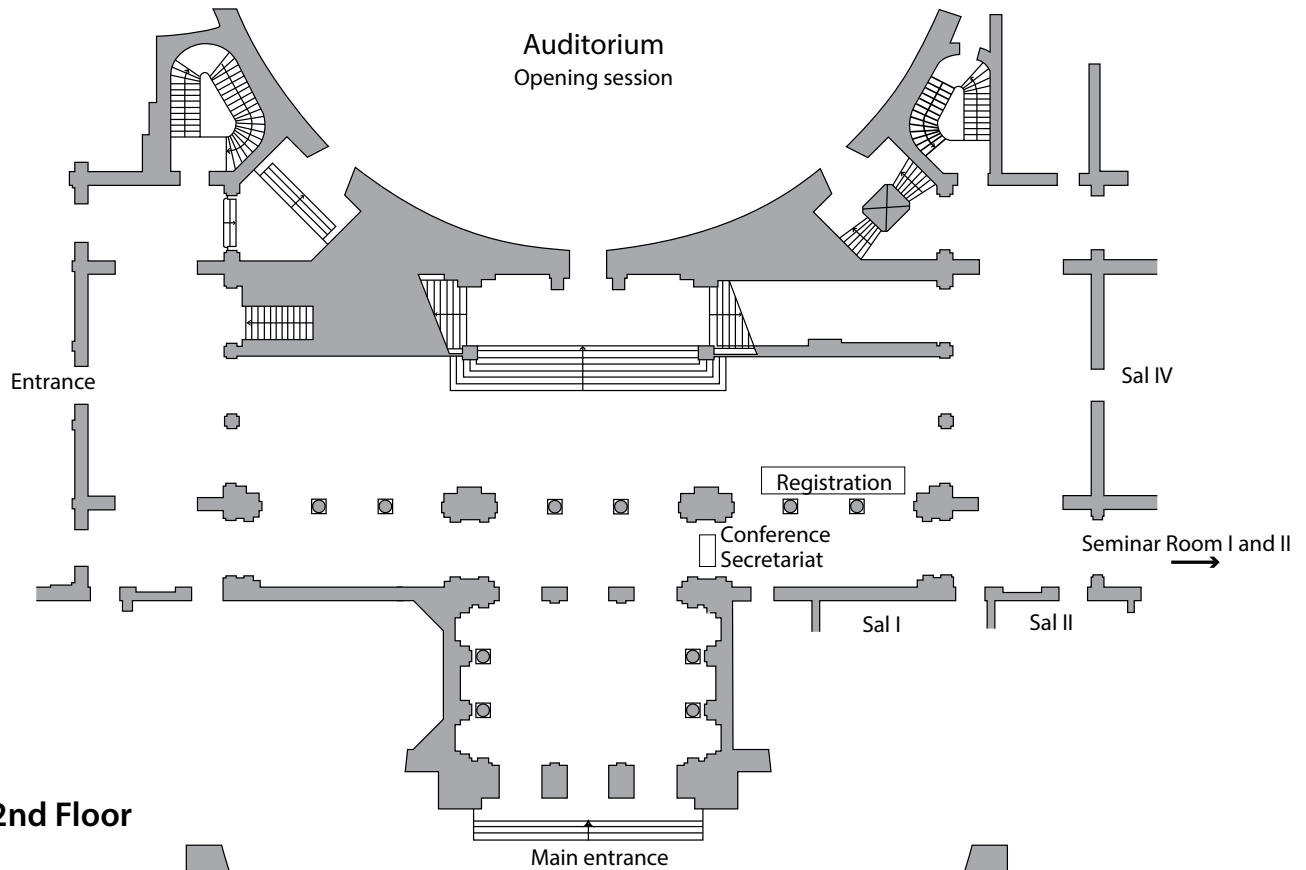 Auditorium
Opening session
Entrance
Sal IV
Registration
Conference
Secretariat
Seminar Room I and II
Sal I
Sal II
2nd Floor
Main entrance